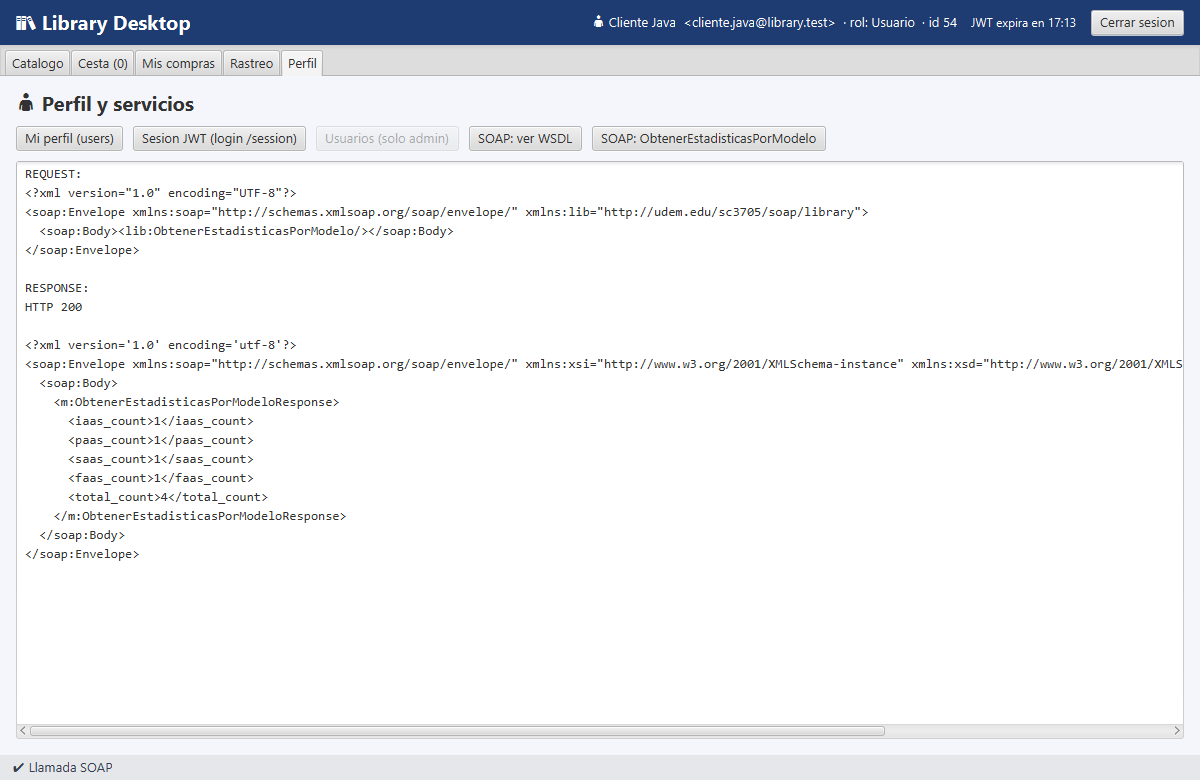 Library Desktop
Cliente Java <cliente.java@library.test> · rol: Usuario · id 54 JWT expira en 17:13 Cerrar sesion
Catalogo Cesta (0) Mis compras Rastreo Perfil
Perfil y servicios
Mi perfil (users) Sesion JWT (login /session) Usuarios (solo admin) SOAP: ver WSDL SOAP: ObtenerEstadisticasPorModelo
REQUEST:
<?xml version="1.0" encoding="UTF-8"?>
<soap:Envelope xmlns:soap="http://schemas.xmlsoap.org/soap/envelope/" xmlns:lib="http://udem.edu/sc3705/soap/library">
  <soap:Body><lib:ObtenerEstadisticasPorModelo/></soap:Body>
</soap:Envelope>
RESPONSE:
HTTP 200
<?xml version='1.0' encoding='utf-8'?>
<soap:Envelope xmlns:soap="http://schemas.xmlsoap.org/soap/envelope/" xmlns:xsi="http://www.w3.org/2001/XMLSchema-instance" xmlns:xsd="http://www.w3.org/2001/XMLS
  <soap:Body>
    <m:ObtenerEstadisticasPorModeloResponse>
      <iaas_count>1</iaas_count>
      <paas_count>1</paas_count>
      <saas_count>1</saas_count>
      <faas_count>1</faas_count>
      <total_count>4</total_count>
    </m:ObtenerEstadisticasPorModeloResponse>
  </soap:Body>
</soap:Envelope>
✔ Llamada SOAP